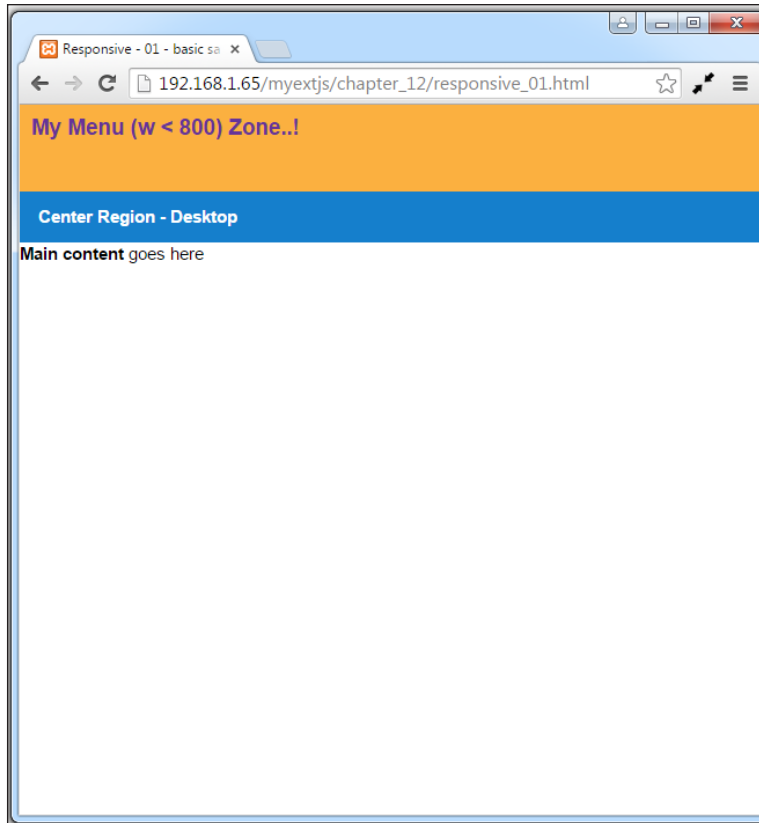 Responsive - 01 - basic sa
192.168.1.65/myextjs/chapter_12/responsive_01.html
My Menu (w < 800) Zone..!
Center Region - Desktop
Main content goes here